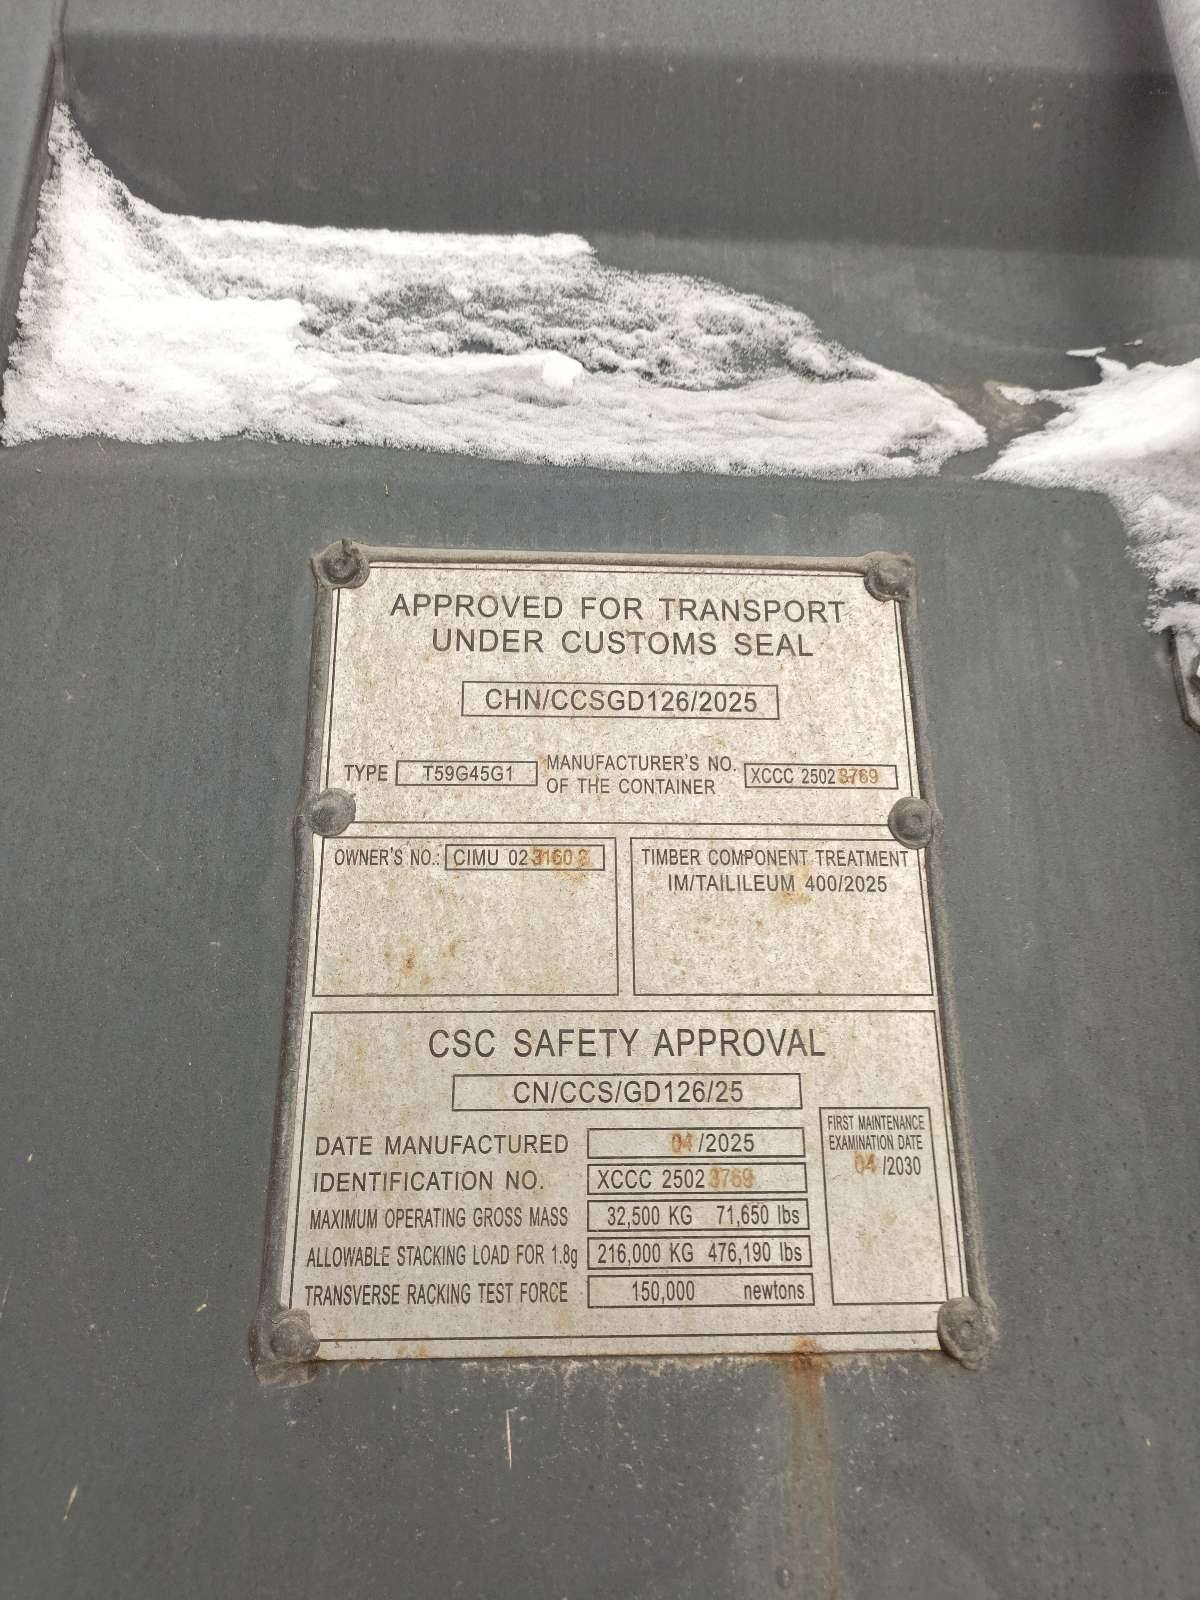 APPROVED FOR TRANSPORT
UNDER CUSTOMS SEAL
CHN/CCSGD126/2025
TYPE T59G45G1 MANUFACTURER'S NO. OF THE CONTAINER XCCC 25023769
OWNER'S NO.: CIMU 02 3160 3
TIMBER COMPONENT TREATMENT
IM/TAILILEUM 400/2025
CSC SAFETY APPROVAL
CN/CCS/GD126/25
DATE MANUFACTURED 04/2025
IDENTIFICATION NO. XCCC 25023769
MAXIMUM OPERATING GROSS MASS 32,500 KG 71,650 lbs
ALLOWABLE STACKING LOAD FOR 1.8g 216,000 KG 476,190 lbs
TRANSVERSE RACKING TEST FORCE 150,000 newtons
FIRST MAINTENANCE
EXAMINATION DATE
04 /2030